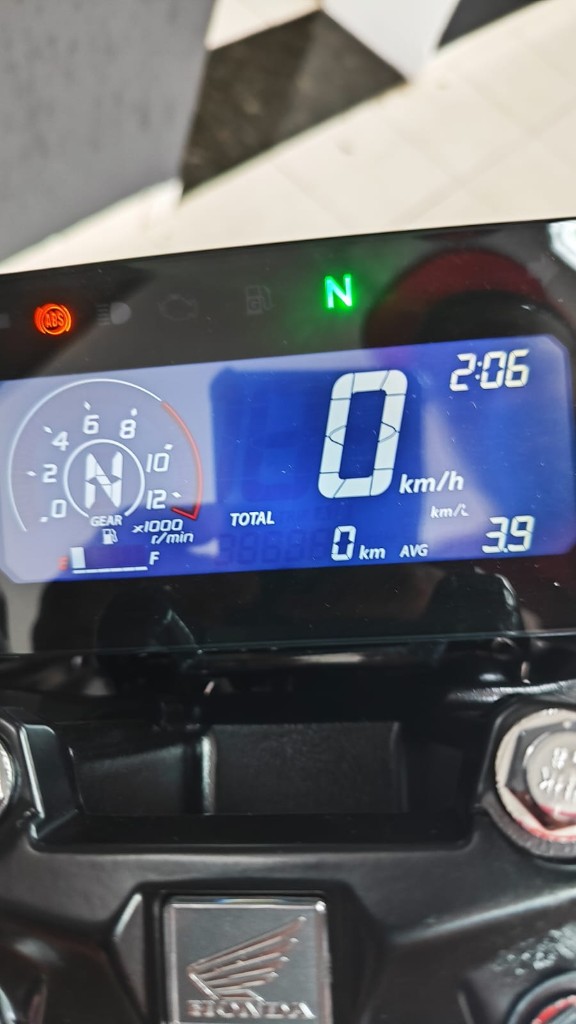 ABS
N
2:06
0
km/h
6
4
8
2
10
0
12
N
GEAR
x1000
r/min
F
TOTAL
0 km
AVG
km/L
3.9
HONDA